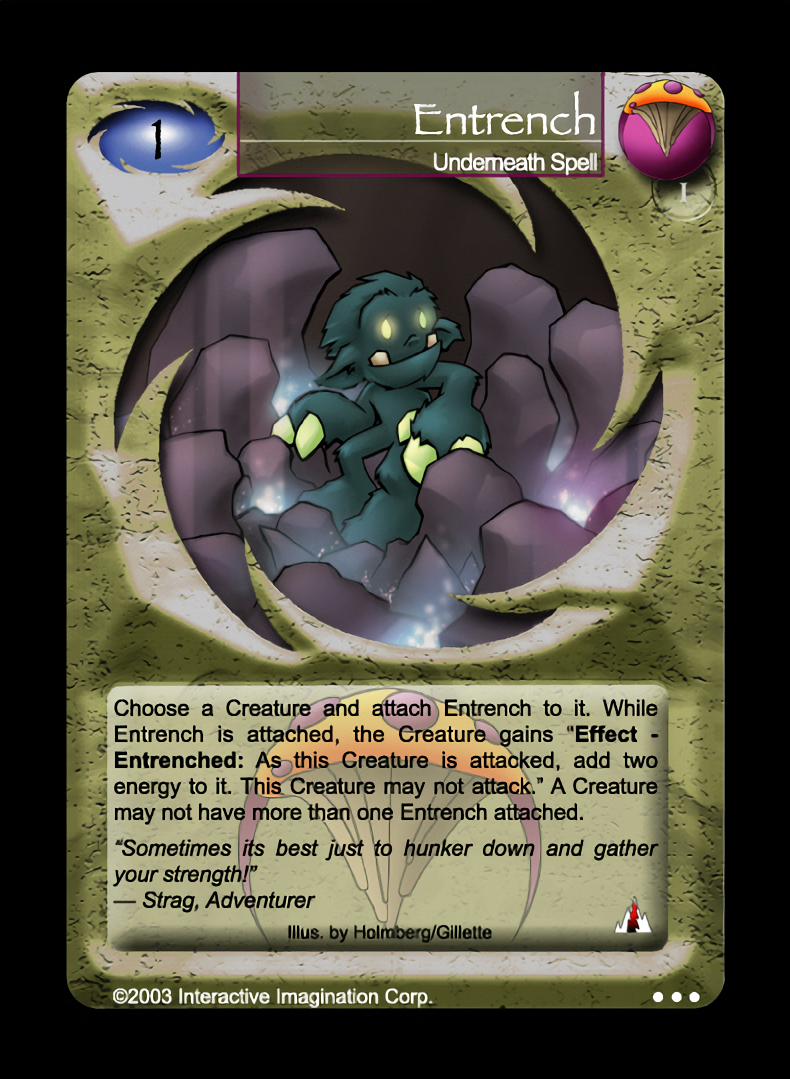 1
Entrench
Underneath Spell
I
Choose a Creature and attach Entrench to it. While
Entrench is attached, the Creature gains "Effect -
Entrenched: As this Creature is attacked, add two
energy to it. This Creature may not attack." A Creature
may not have more than one Entrench attached.
"Sometimes its best just to hunker down and gather
your strength!"
— Strag, Adventurer
Illus. by Holmberg/Gillette
©2003 Interactive Imagination Corp.